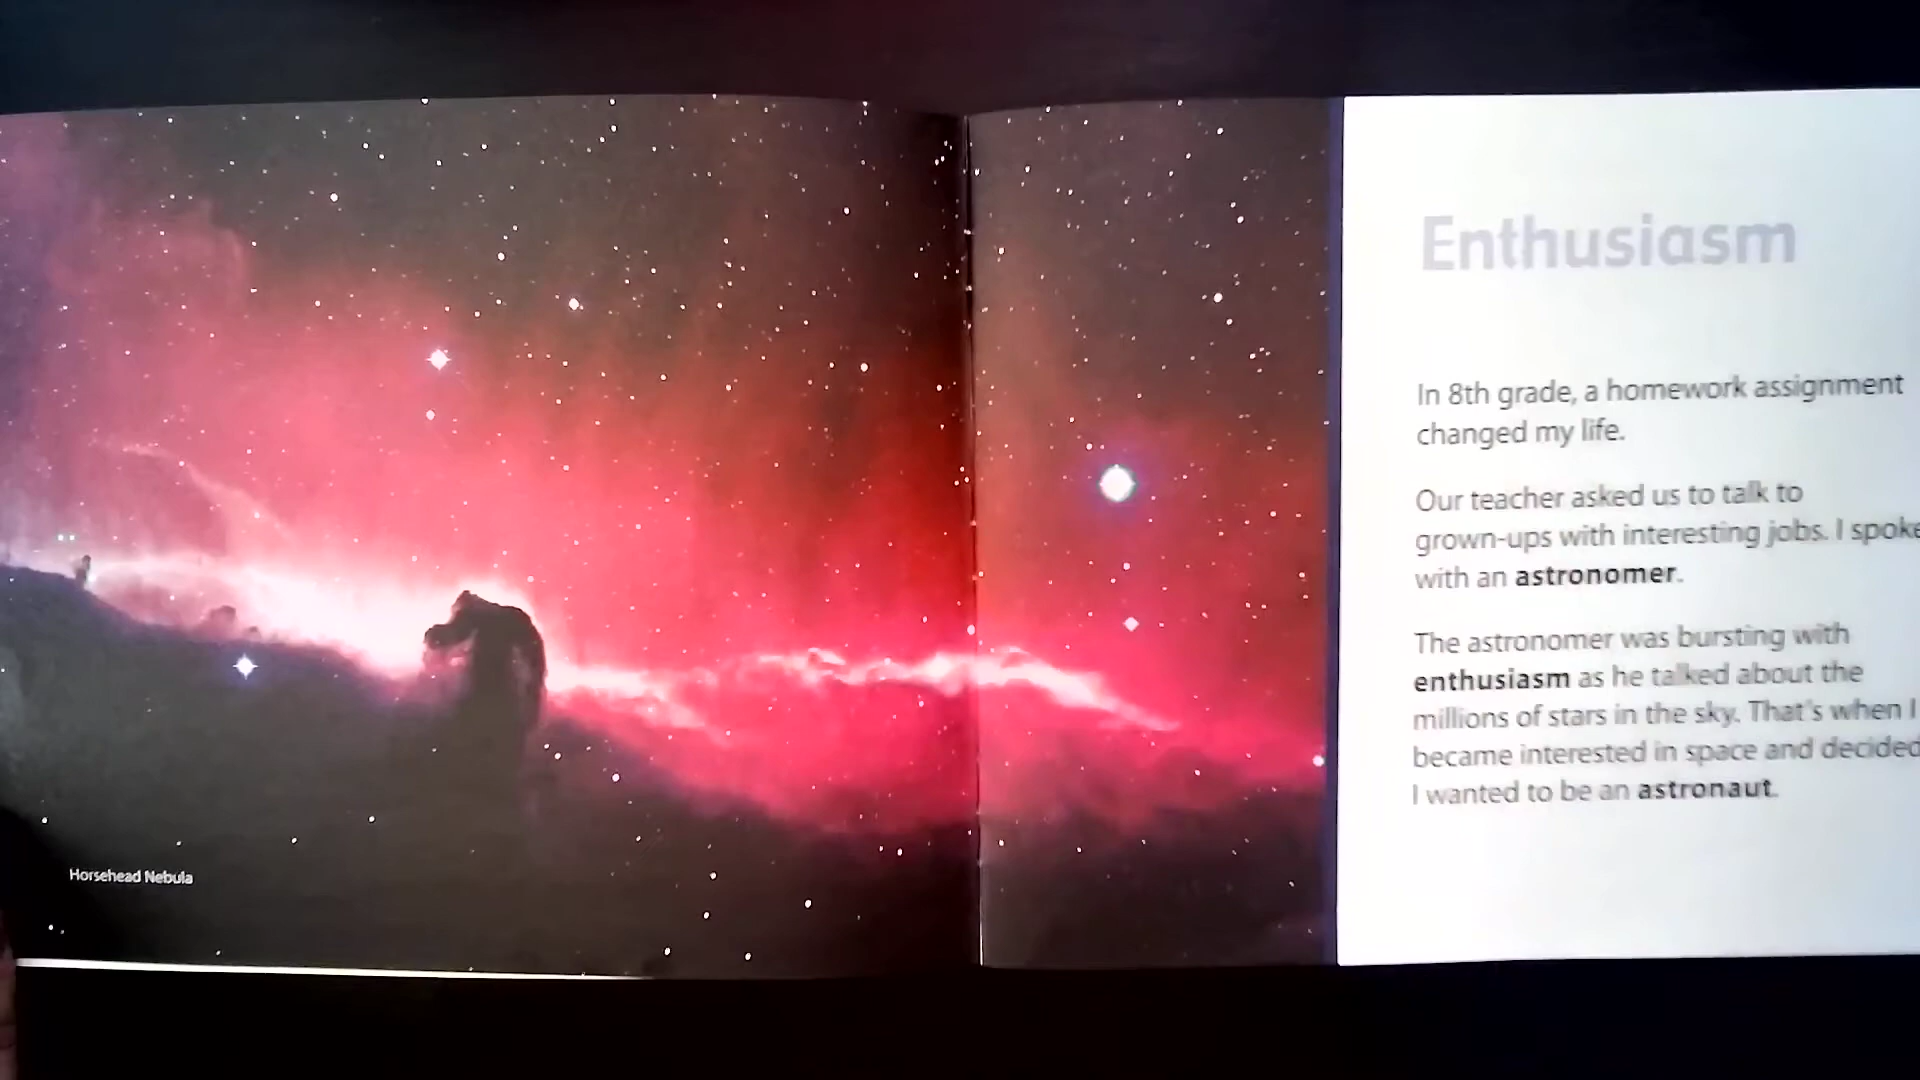 Horsehead Nebula
Enthusiasm
In 8th grade, a homework assignment
changed my life.
Our teacher asked us to talk to
grown-ups with interesting jobs. I spoke
with an astronomer.
The astronomer was bursting with
enthusiasm as he talked about the
millions of stars in the sky. That's when I
became interested in space and decided
I wanted to be an astronaut.